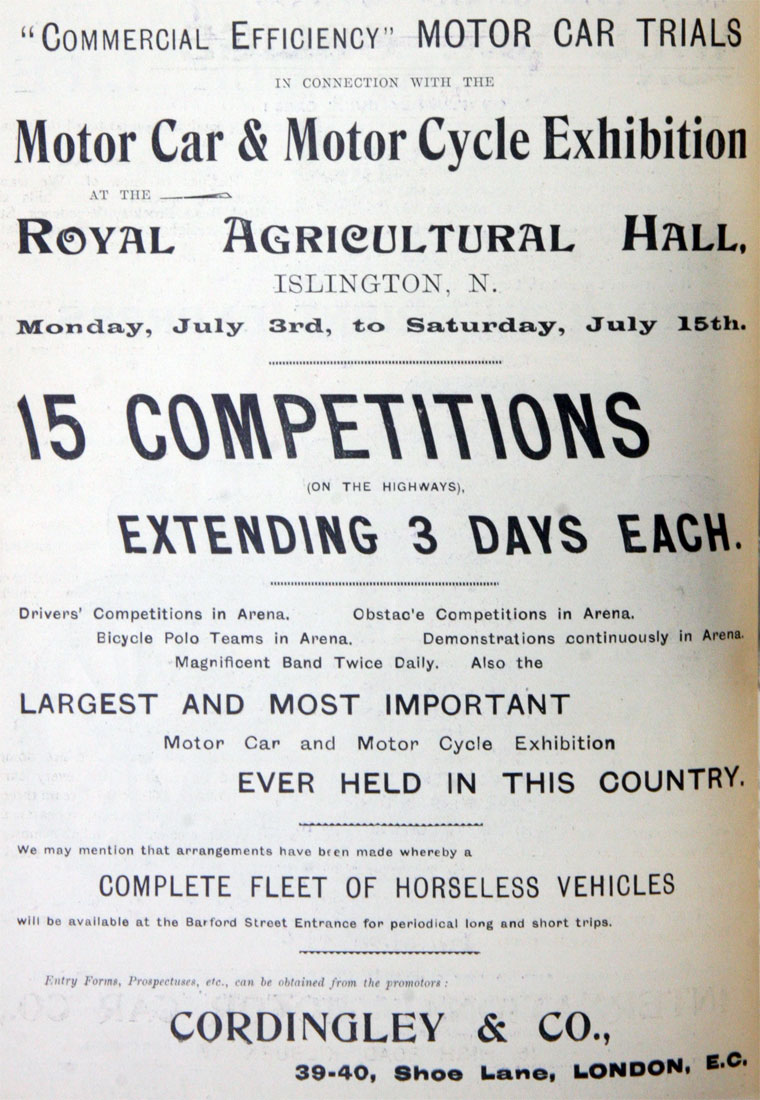 "COMMERCIAL EFFICIENCY" MOTOR CAR TRIALS
IN CONNECTION WITH THE
Motor Car & Motor Cycle Exhibition
AT THE
ROYAL AGRICULTURAL HALL,
ISLINGTON, N.
Monday, July 3rd, to Saturday, July 15th.
15 COMPETITIONS
(ON THE HIGHWAYS),
EXTENDING 3 DAYS EACH.
Drivers' Competitions in Arena. Obstac'e Competitions in Arena.
Bicycle Polo Teams in Arena. Demonstrations continuously in Arena.
Magnificent Band Twice Daily. Also the
LARGEST AND MOST IMPORTANT
Motor Car and Motor Cycle Exhibition
EVER HELD IN THIS COUNTRY.
We may mention that arrangements have been made whereby a
COMPLETE FLEET OF HORSELESS VEHICLES
will be available at the Barford Street Entrance for periodical long and short trips.
Entry Forms, Prospectuses, etc., can be obtained from the promotors:
CORDINGLEY & CO.,
39-40, Shoe Lane, LONDON, E.C.